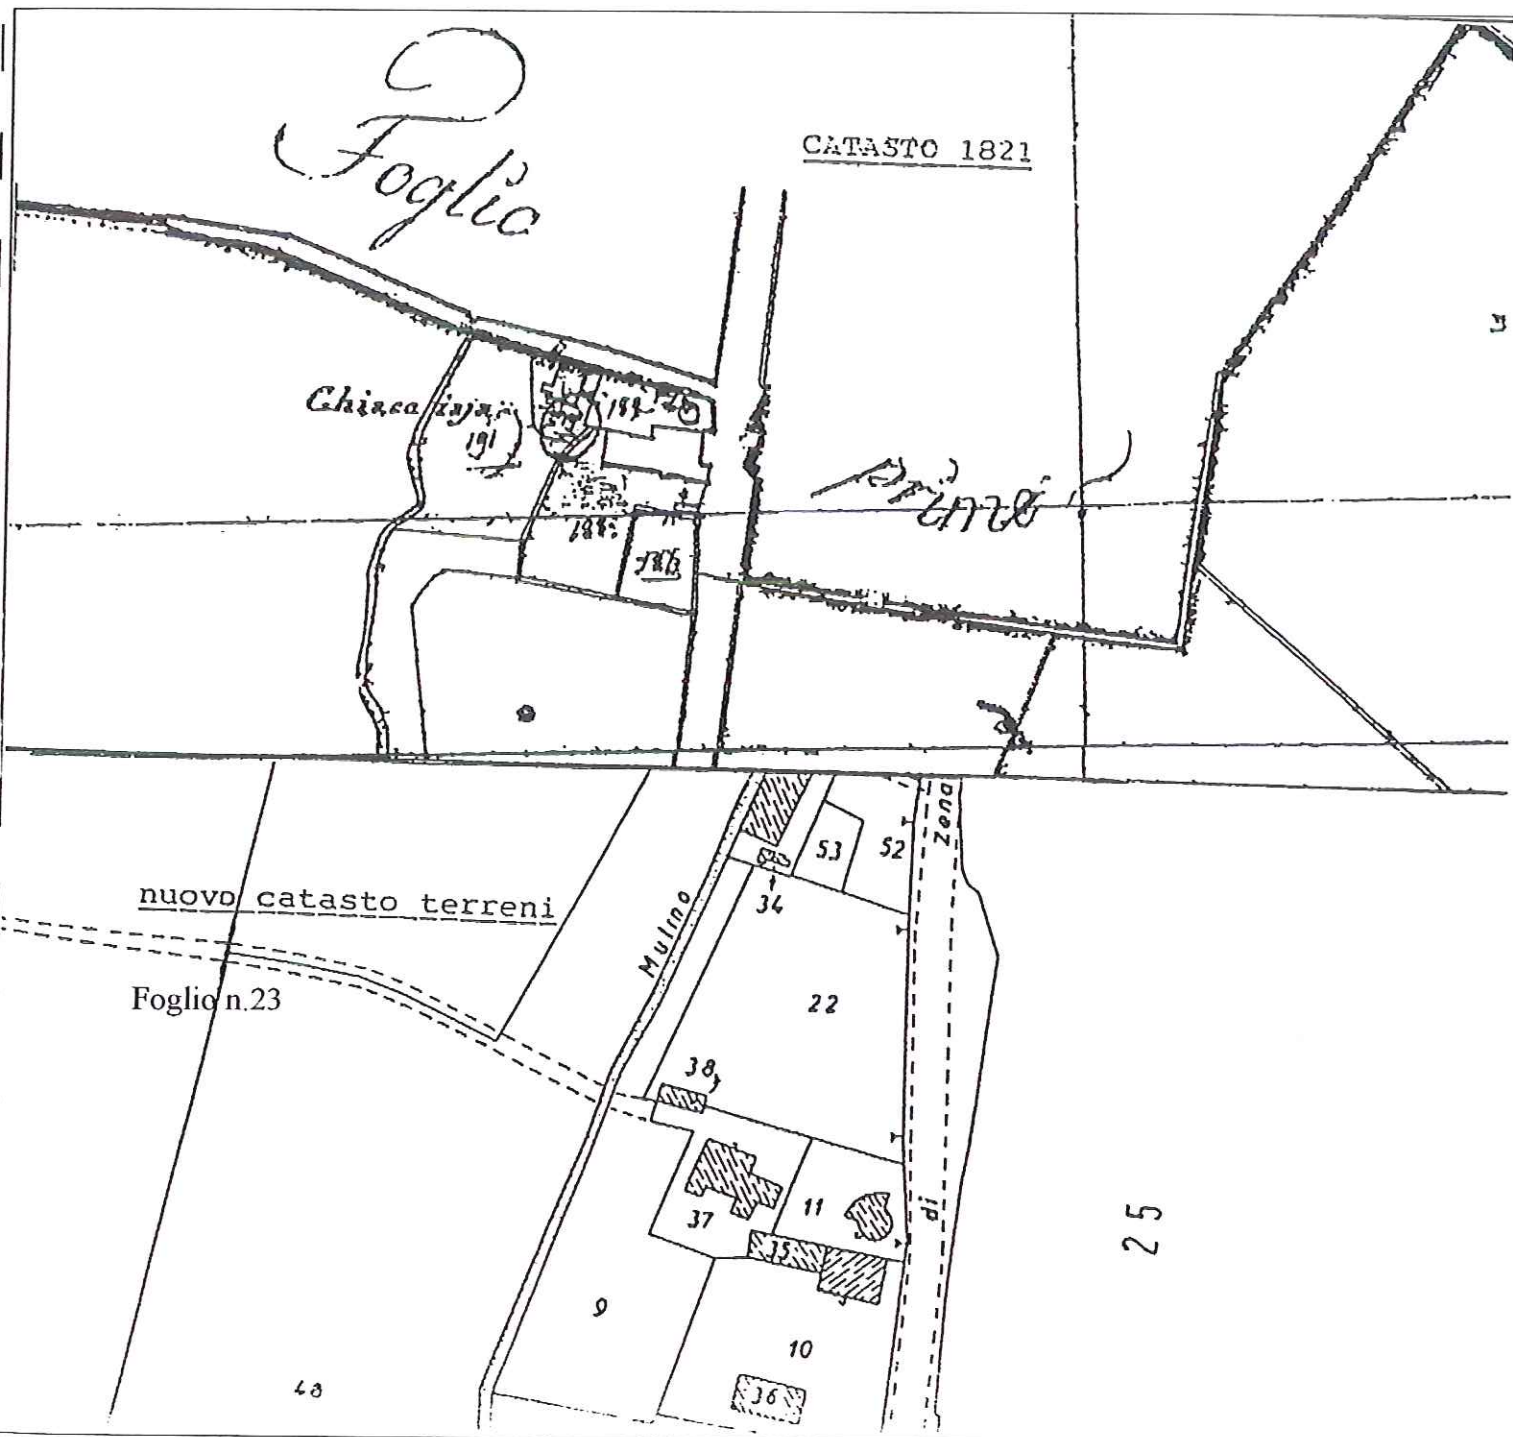 Foglio
CATASTO 1821
Chiesa
191
Primo
53
52
Zena
nuovo catasto terreni
34
Mulino
Foglio n.23
22
38
11
di
37
35
25
9
10
36